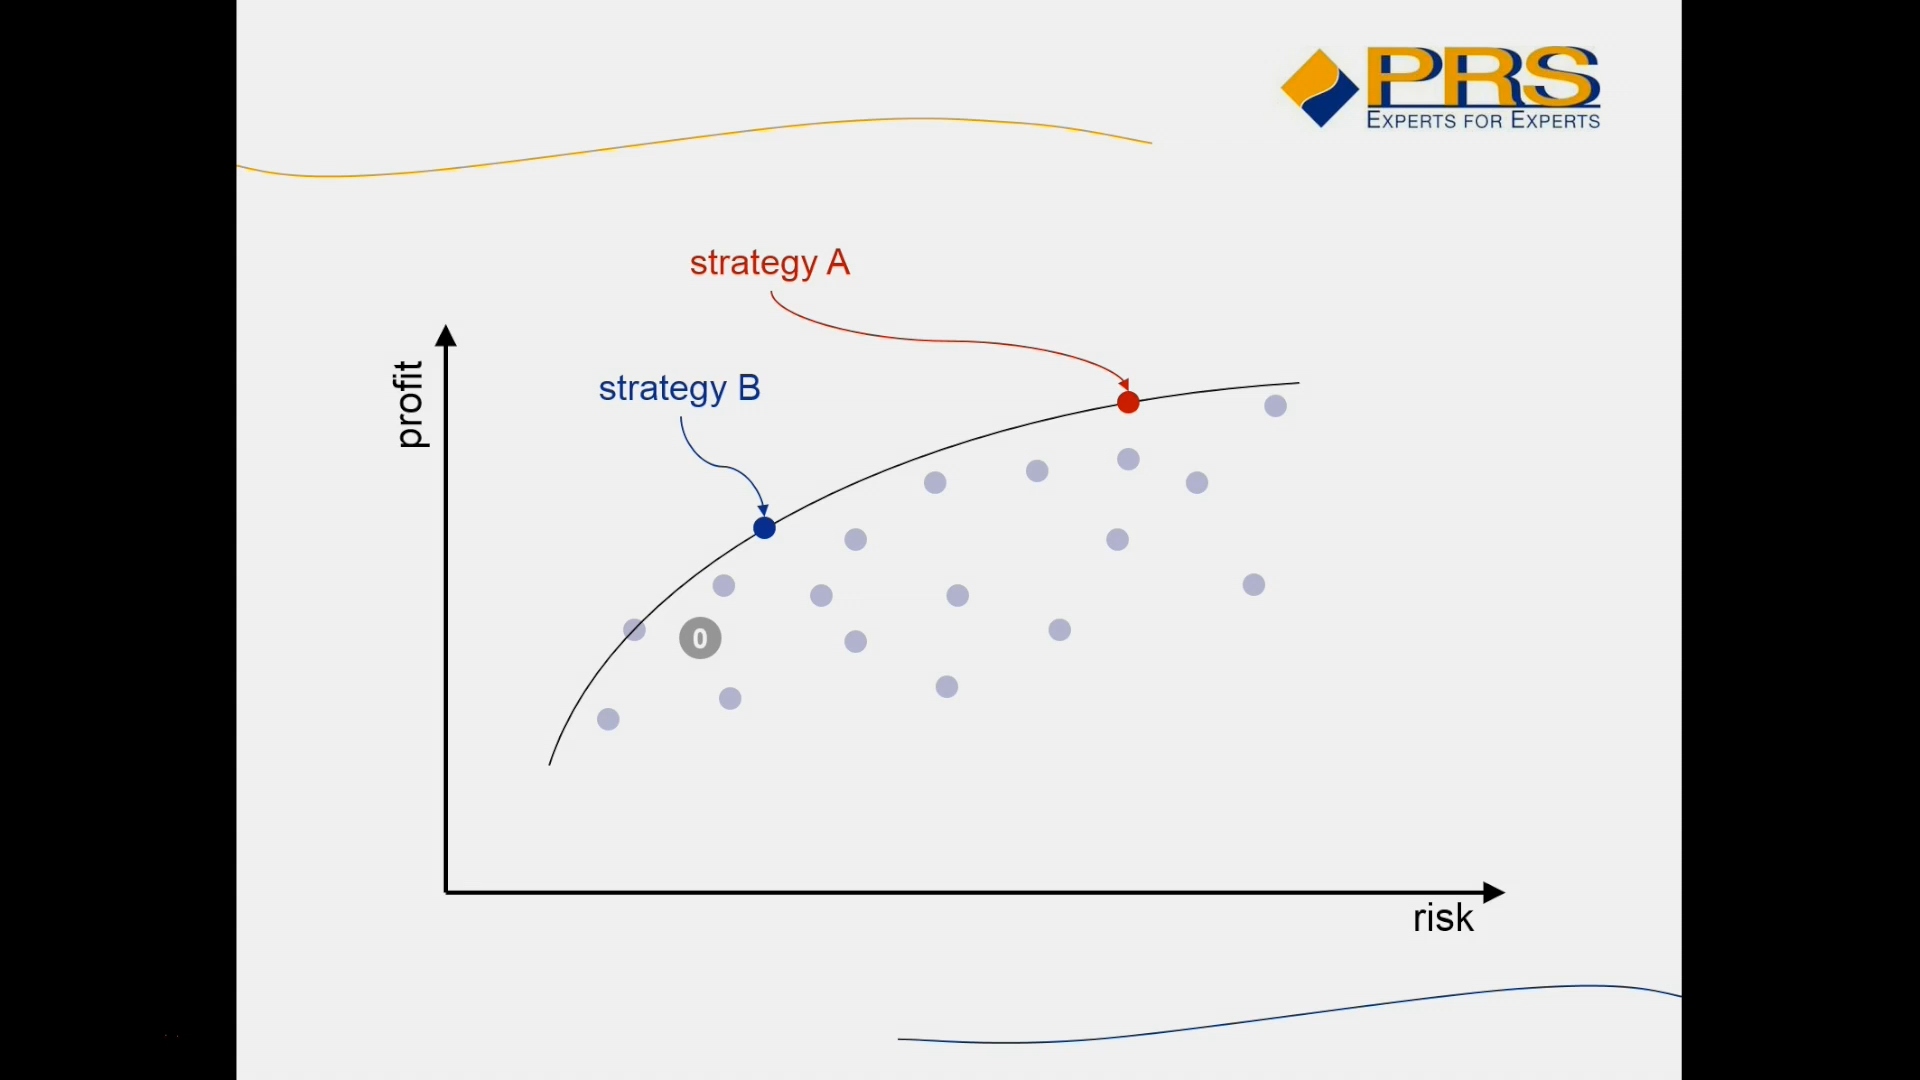 PRS
EXPERTS FOR EXPERTS
strategy A
profit
strategy B
0
risk